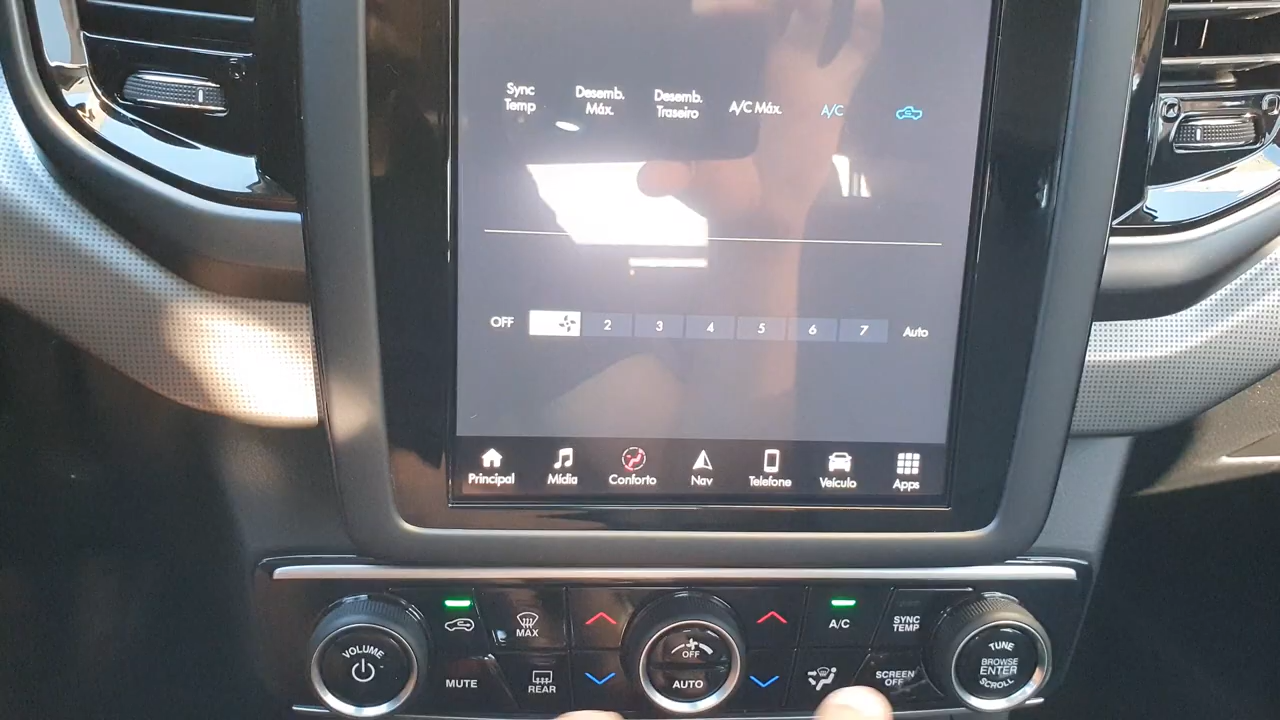 Sync
Temp
Desemb.
Máx.
Desemb.
Traseiro
A/C Máx.
A/C
OFF
2
3
4
5
6
7
Auto
Principal
Mídia
Conforto
Nav
Telefone
Veículo
Apps
VOLUME
MUTE
MAX
REAR
OFF
AUTO
A/C
SYNC
TEMP
SCREEN
OFF
TUNE
BROWSE
ENTER
SCROLL